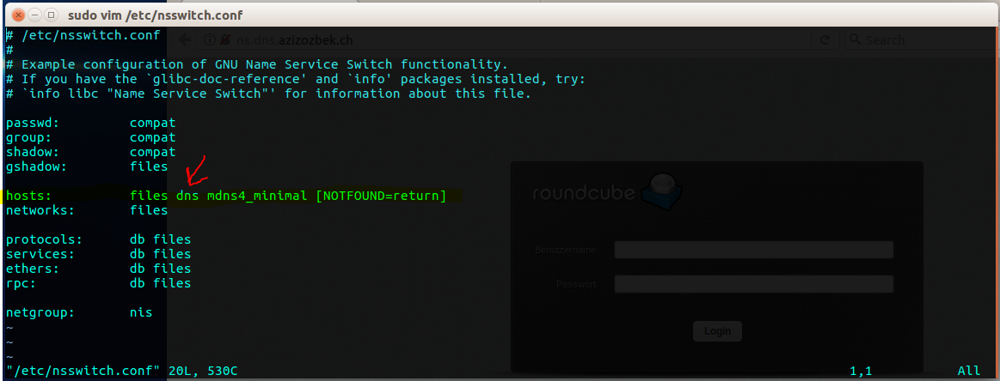 sudo vim /etc/nsswitch.conf
# /etc/nsswitch.conf
ns.dns.azizozbek.ch
Search
#
# Example configuration of GNU Name Service Switch functionality.
# If you have the `glibc-doc-reference' and `info' packages installed, try:
# `info libc "Name Service Switch"' for information about this file.
passwd: compat
group: compat
shadow: compat
gshadow: files
hosts: files dns mdns4_minimal [NOTFOUND=return]
networks: files
protocols: db files
services: db files
ethers: db files
rpc: db files
netgroup: nis
~
~
~
"/etc/nsswitch.conf" 20L, 530C 1,1 All
roundcube
Benutzername
Passwort
Login